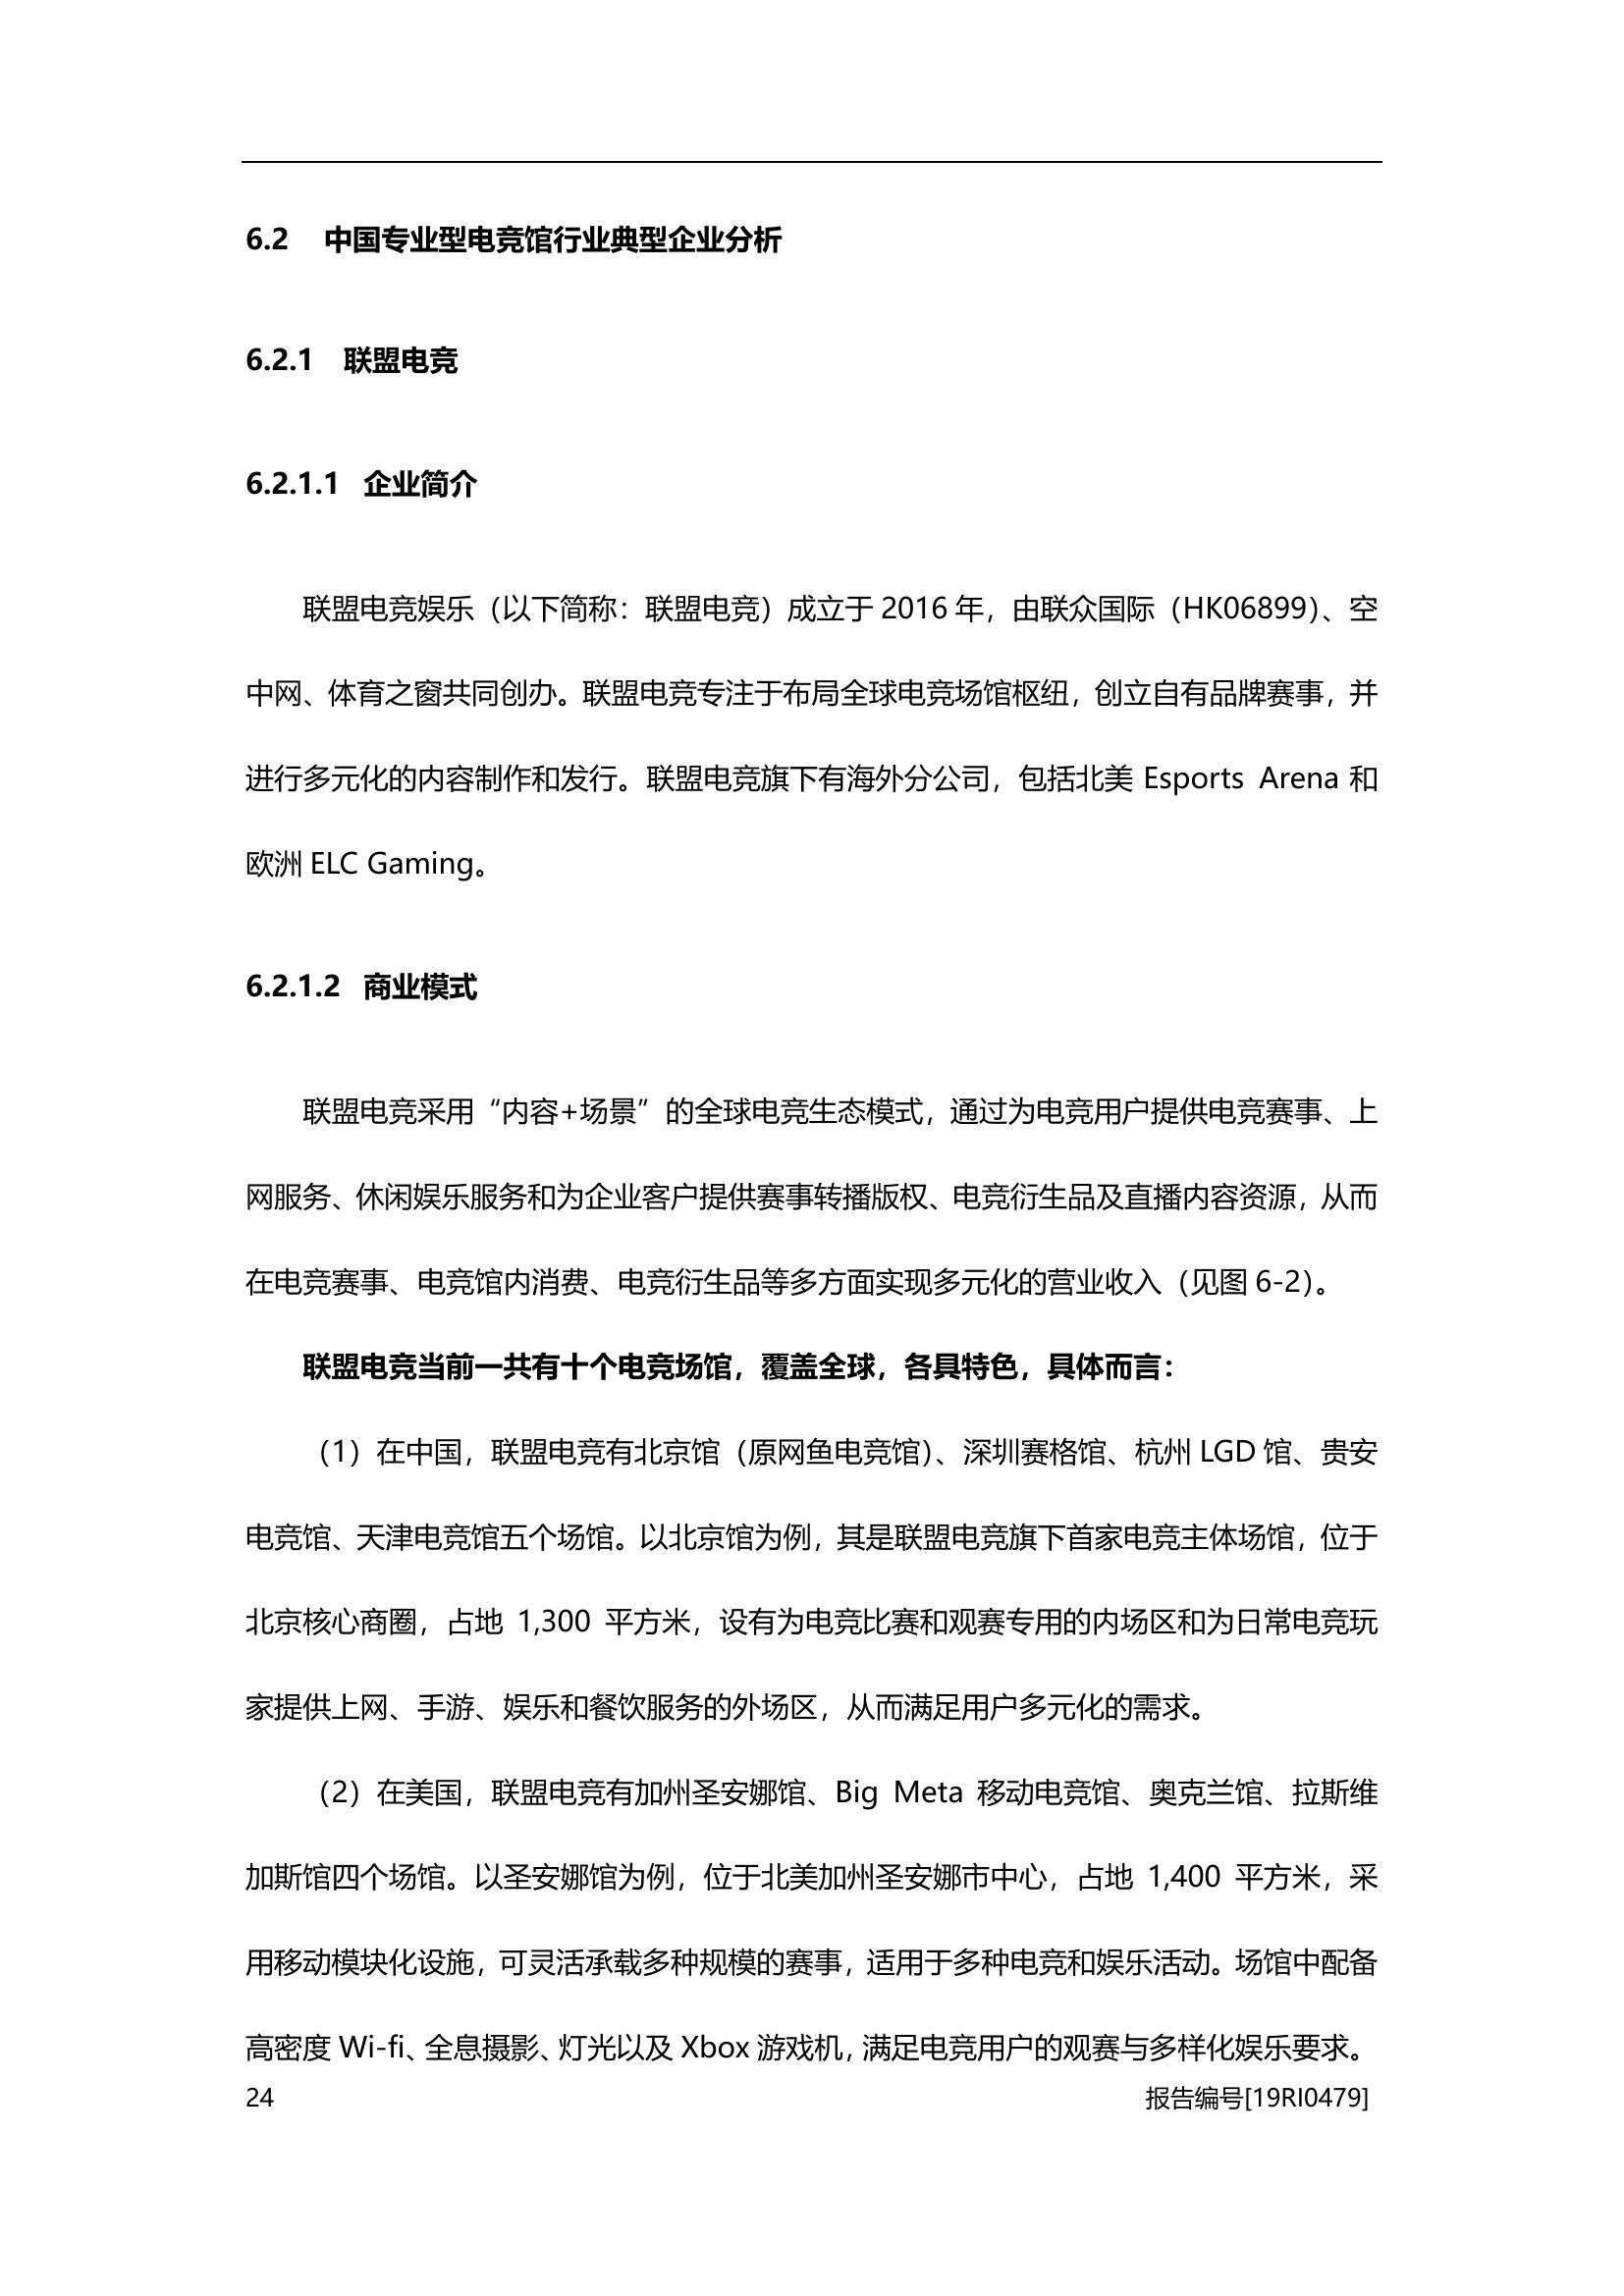 6.2 中国专业型电竞馆行业典型企业分析
6.2.1 联盟电竞
6.2.1.1 企业简介
联盟电竞娱乐（以下简称：联盟电竞）成立于 2016 年，由联众国际（HK06899）、空
中网、体育之窗共同创办。联盟电竞专注于布局全球电竞场馆枢纽，创立自有品牌赛事，并
进行多元化的内容制作和发行。联盟电竞旗下有海外分公司，包括北美 Esports Arena 和
欧洲 ELC Gaming。
6.2.1.2 商业模式
联盟电竞采用“内容+场景”的全球电竞生态模式，通过为电竞用户提供电竞赛事、上
网服务、休闲娱乐服务和为企业客户提供赛事转播版权、电竞衍生品及直播内容资源，从而
在电竞赛事、电竞馆内消费、电竞衍生品等多方面实现多元化的营业收入（见图 6-2）。
联盟电竞当前一共有十个电竞场馆，覆盖全球，各具特色，具体而言：
（1）在中国，联盟电竞有北京馆（原网鱼电竞馆）、深圳赛格馆、杭州 LGD 馆、贵安
电竞馆、天津电竞馆五个场馆。以北京馆为例，其是联盟电竞旗下首家电竞主体场馆，位于
北京核心商圈，占地 1,300 平方米，设有为电竞比赛和观赛专用的内场区和为日常电竞玩
家提供上网、手游、娱乐和餐饮服务的外场区，从而满足用户多元化的需求。
（2）在美国，联盟电竞有加州圣安娜馆、Big Meta 移动电竞馆、奥克兰馆、拉斯维
加斯馆四个场馆。以圣安娜馆为例，位于北美加州圣安娜市中心，占地 1,400 平方米，采
用移动模块化设施，可灵活承载多种规模的赛事，适用于多种电竞和娱乐活动。场馆中配备
高密度 Wi-fi、全息摄影、灯光以及 Xbox 游戏机，满足电竞用户的观赛与多样化娱乐要求。
24 报告编号[19RI0479]